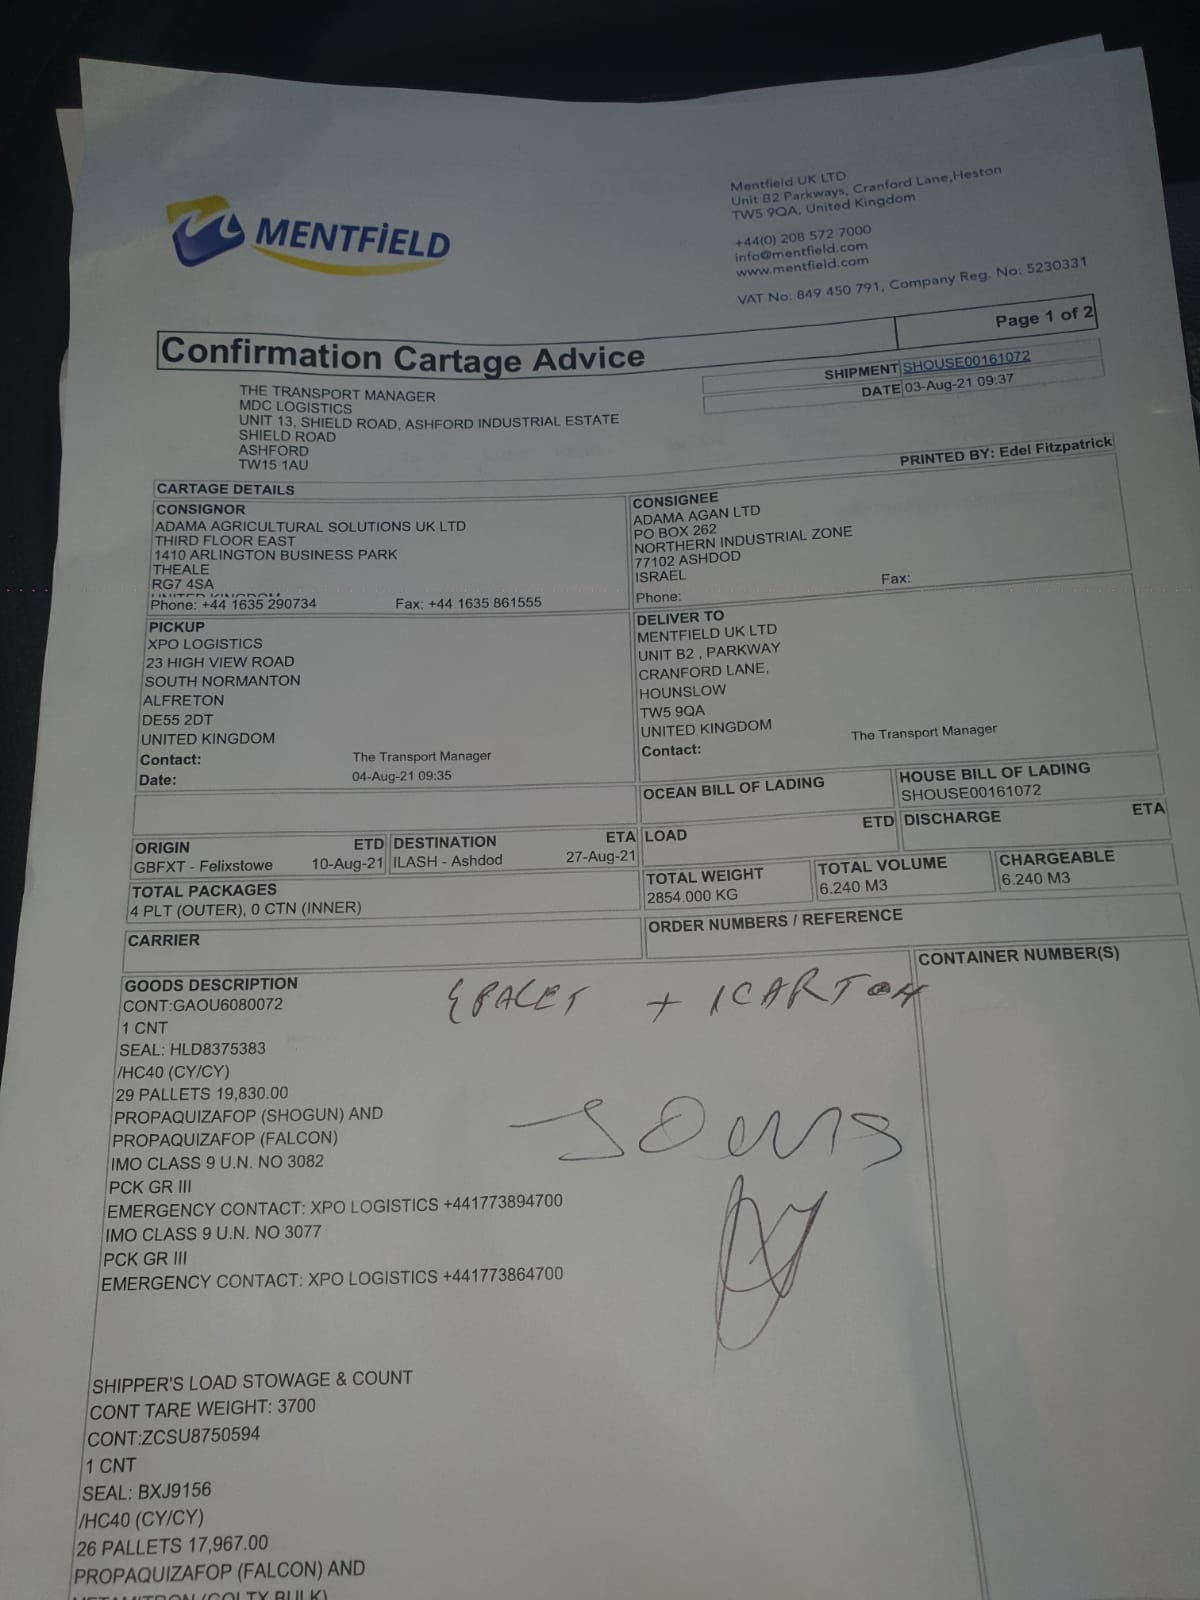 MENTFiELD
Mentfield UK LTD
Unit B2 Parkways, Cranford Lane,Heston
TW5 9QA, United Kingdom
+44(0) 208 572 7000
info@mentfield.com
www.mentfield.com
VAT No: 849 450 791, Company Reg. No: 5230331
Confirmation Cartage Advice
Page 1 of 2
THE TRANSPORT MANAGER
MDC LOGISTICS
UNIT 13, SHIELD ROAD, ASHFORD INDUSTRIAL ESTATE
SHIELD ROAD
ASHFORD
TW15 1AU
SHIPMENT SHOUSE00161072
DATE 03-Aug-21 09:37
PRINTED BY: Edel Fitzpatrick
CARTAGE DETAILS
CONSIGNOR
ADAMA AGRICULTURAL SOLUTIONS UK LTD
THIRD FLOOR EAST
1410 ARLINGTON BUSINESS PARK
THEALE
RG7 4SA
UNITED KINGDOM
Phone: +44 1635 290734 Fax: +44 1635 861555
CONSIGNEE
ADAMA AGAN LTD
PO BOX 262
NORTHERN INDUSTRIAL ZONE
77102 ASHDOD
ISRAEL
Phone: Fax:
PICKUP
XPO LOGISTICS
23 HIGH VIEW ROAD
SOUTH NORMANTON
ALFRETON
DE55 2DT
UNITED KINGDOM
Contact: The Transport Manager
Date: 04-Aug-21 09:35
DELIVER TO
MENTFIELD UK LTD
UNIT B2 , PARKWAY
CRANFORD LANE,
HOUNSLOW
TW5 9QA
UNITED KINGDOM
Contact: The Transport Manager
OCEAN BILL OF LADING
HOUSE BILL OF LADING
SHOUSE00161072
ORIGIN ETD DESTINATION ETA LOAD ETD DISCHARGE ETA
GBFXT - Felixstowe 10-Aug-21 ILASH - Ashdod 27-Aug-21
TOTAL PACKAGES
4 PLT (OUTER), 0 CTN (INNER)
TOTAL WEIGHT
2854.000 KG
TOTAL VOLUME
6.240 M3
CHARGEABLE
6.240 M3
CARRIER
ORDER NUMBERS / REFERENCE
GOODS DESCRIPTION
CONTAINER NUMBER(S)
PALET + 1 CARTON
CONT:GAOU6080072
1 CNT
SEAL: HLD8375383
/HC40 (CY/CY)
29 PALLETS 19,830.00
PROPAQUIZAFOP (SHOGUN) AND
PROPAQUIZAFOP (FALCON)
IMO CLASS 9 U.N. NO 3082
PCK GR III
EMERGENCY CONTACT: XPO LOGISTICS +441773894700
IMO CLASS 9 U.N. NO 3077
PCK GR III
EMERGENCY CONTACT: XPO LOGISTICS +441773864700
SHIPPER'S LOAD STOWAGE & COUNT
CONT TARE WEIGHT: 3700
CONT:ZCSU8750594
1 CNT
SEAL: BXJ9156
/HC40 (CY/CY)
26 PALLETS 17,967.00
PROPAQUIZAFOP (FALCON) AND